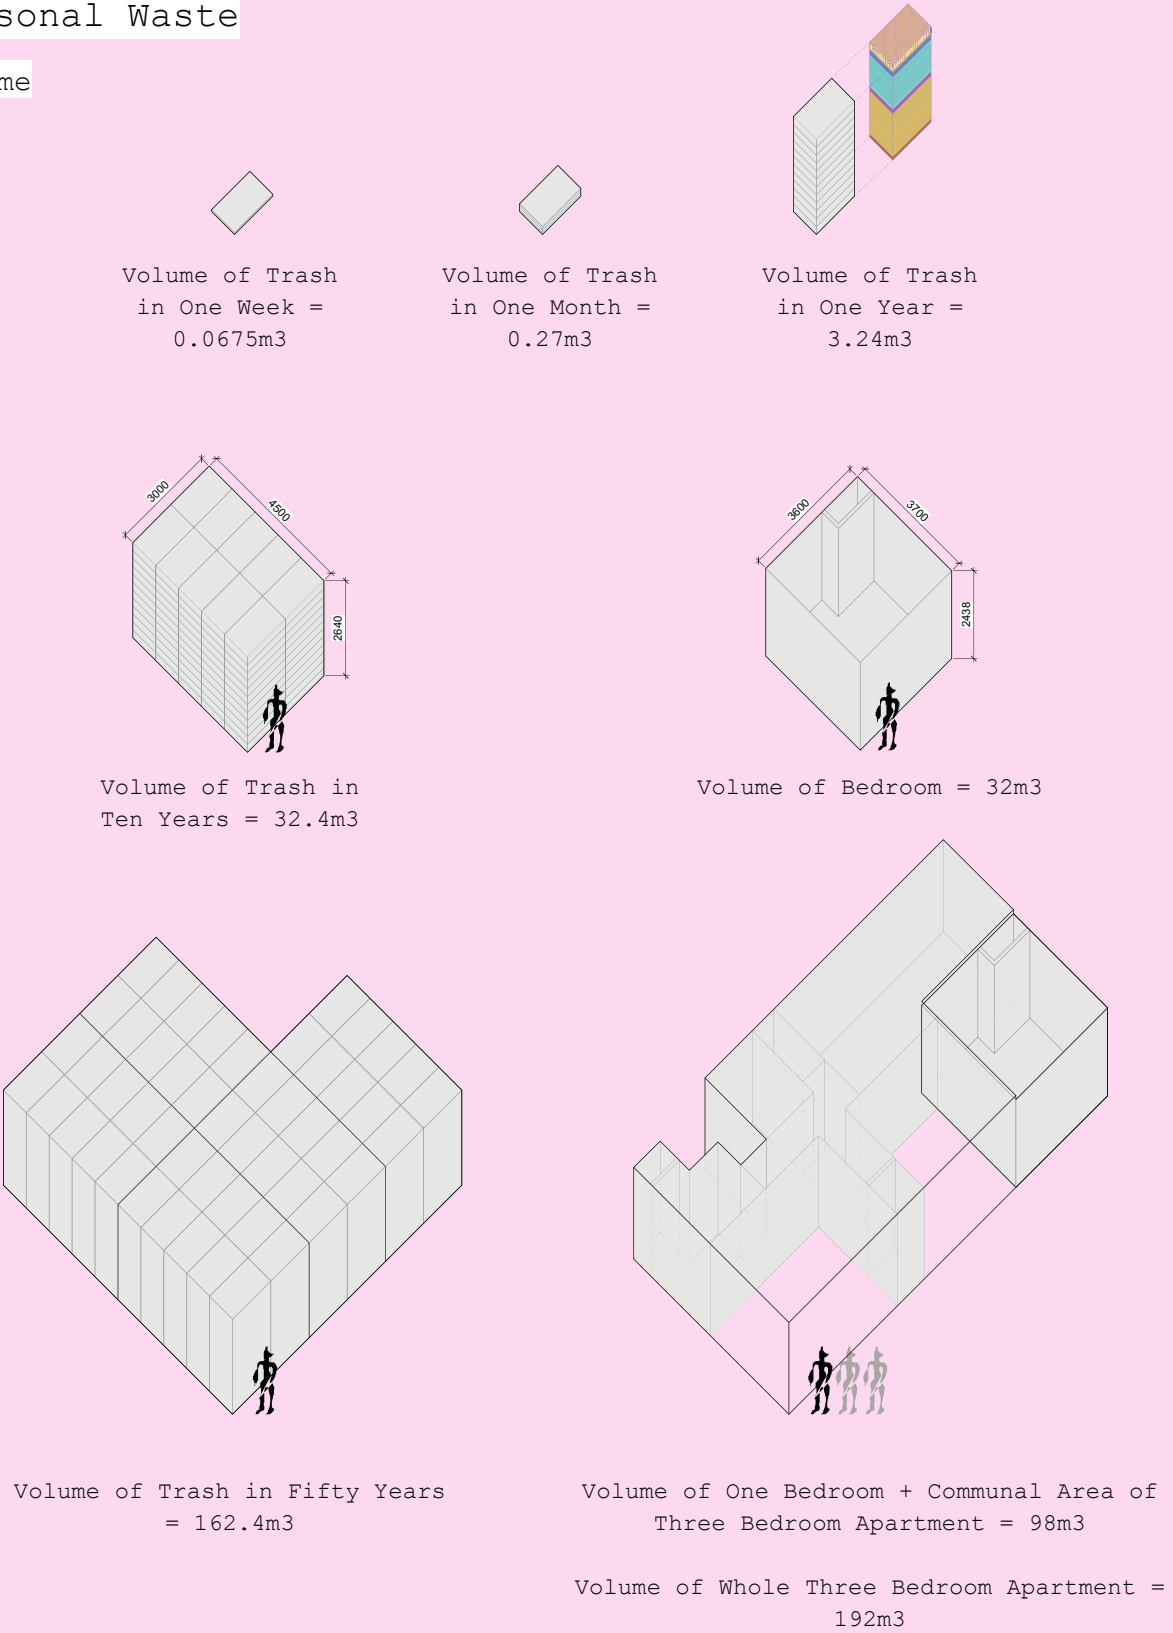 sonal Waste
me
Volume of Trash
in One Week =
0.0675m3
Volume of Trash
in One Month =
0.27m3
Volume of Trash
in One Year =
3.24m3
3000
4500
2640
3600
3700
2438
Volume of Trash in
Ten Years = 32.4m3
Volume of Bedroom = 32m3
Volume of Trash in Fifty Years
= 162.4m3
Volume of One Bedroom + Communal Area of
Three Bedroom Apartment = 98m3
Volume of Whole Three Bedroom Apartment =
192m3